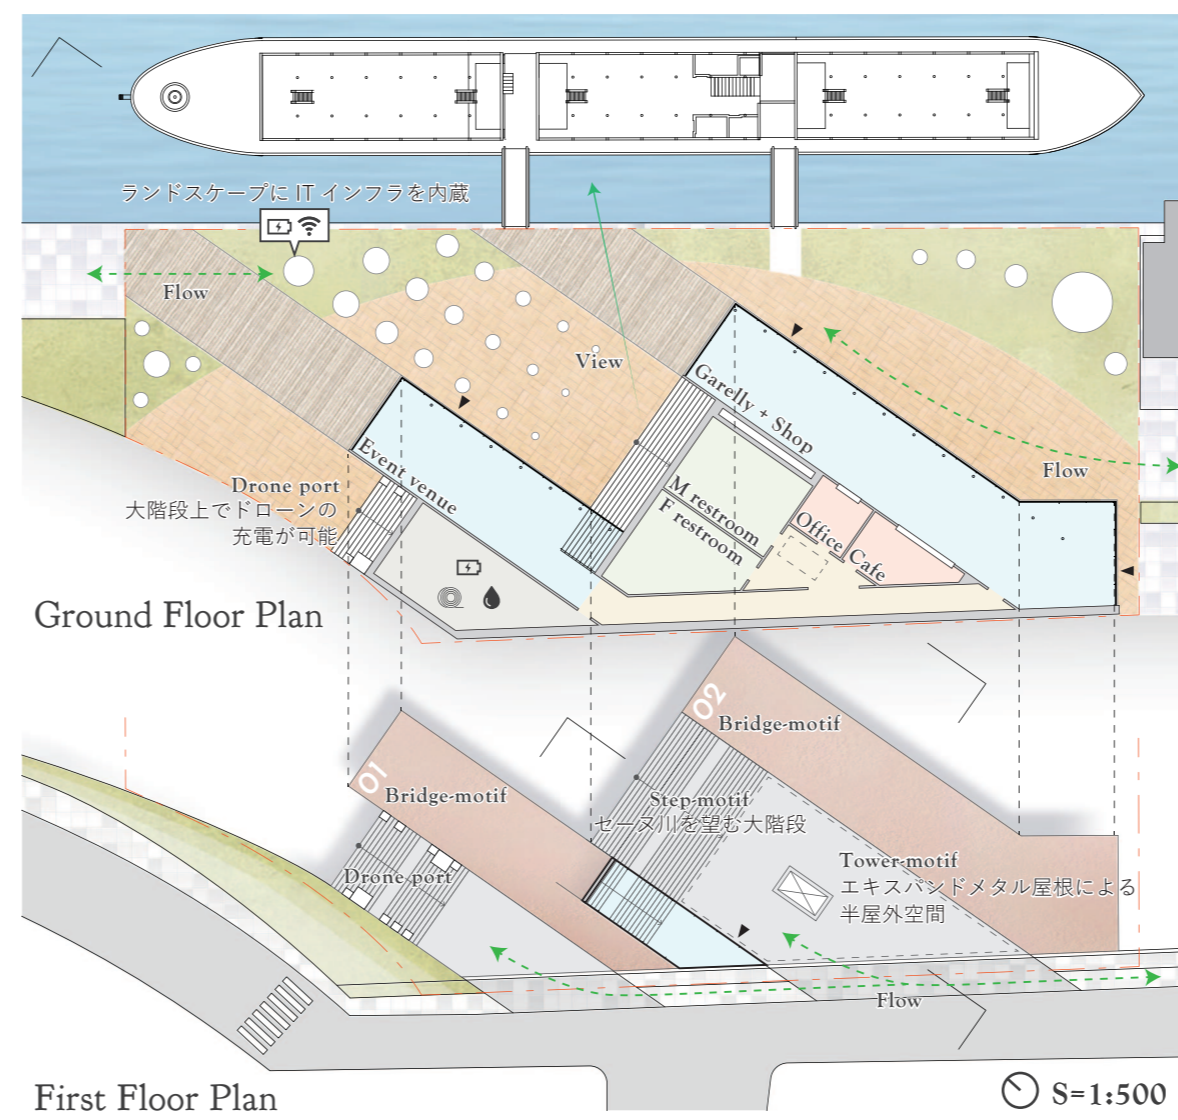 ランドスケープに IT インフラを内蔵
Flow
View
Garelly + Shop
Flow
Event venue
Drone port
大階段上でドローンの
充電が可能
M restroom
F restroom
Office
Cafe
Ground Floor Plan
02
Bridge-motif
01
Bridge-motif
Step-motif
セーヌ川を望む大階段
Drone port
Tower-motif
エキスパンドメタル屋根による
半屋外空間
Flow
First Floor Plan
S=1:500